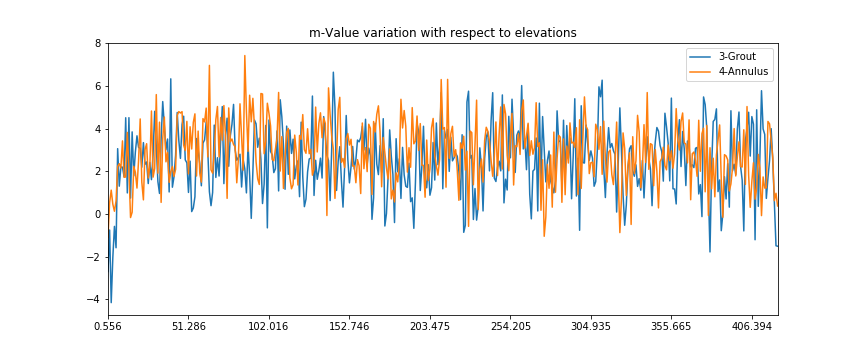 m-Value variation with respect to elevations
3-Grout
4-Annulus
8
6
4
2
0
−2
−4
0.556 51.286 102.016 152.746 203.475 254.205 304.935 355.665 406.394